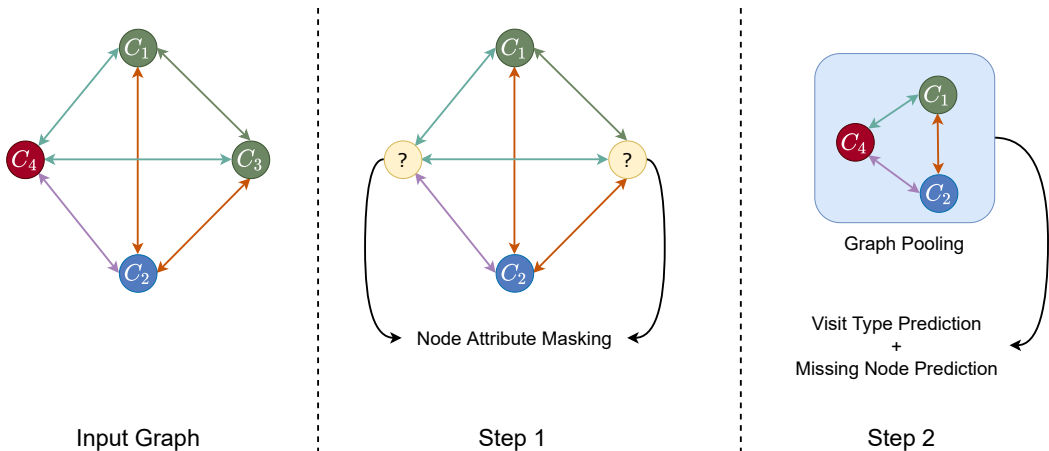 C1
C4
C3
C2
Input Graph
C1
?
?
C2
Node Attribute Masking
Step 1
C1
C4
C2
Graph Pooling
Visit Type Prediction
+
Missing Node Prediction
Step 2